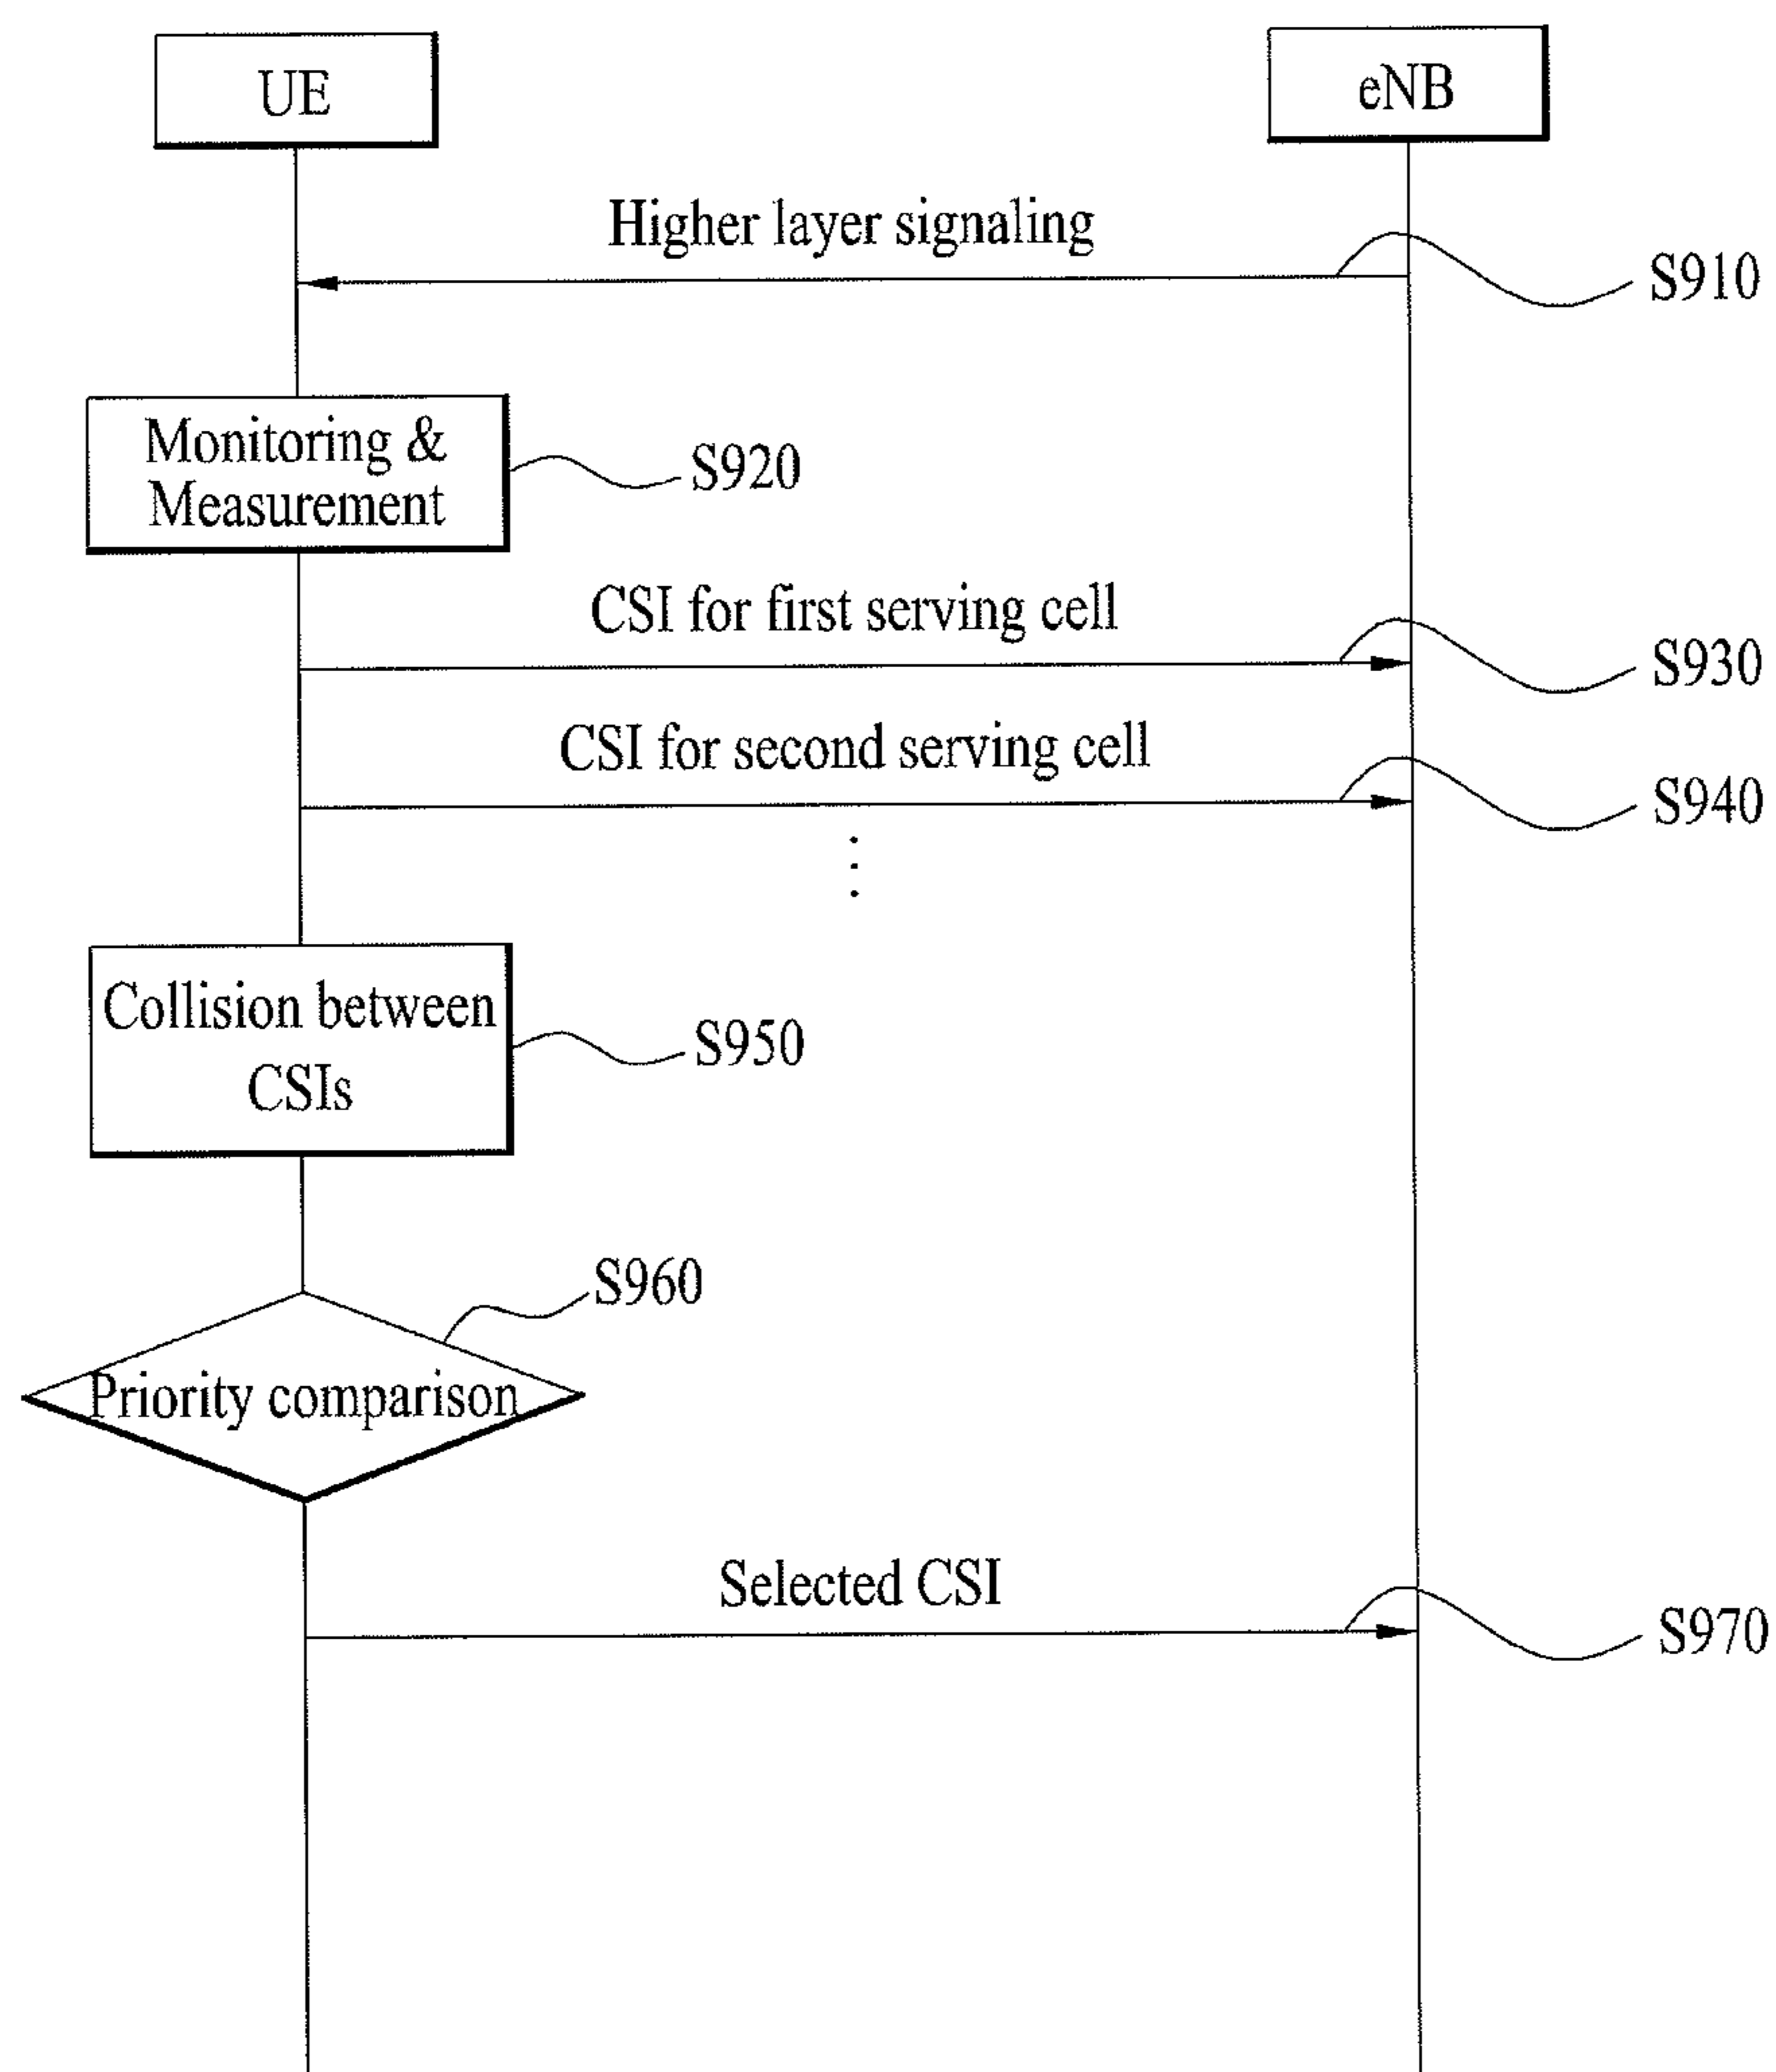 UE
eNB
Higher layer signaling
S910
Monitoring &
Measurement
S920
CSI for first serving cell
S930
CSI for second serving cell
S940
Collision between
CSIs
S950
S960
Priority comparison
Selected CSI
S970